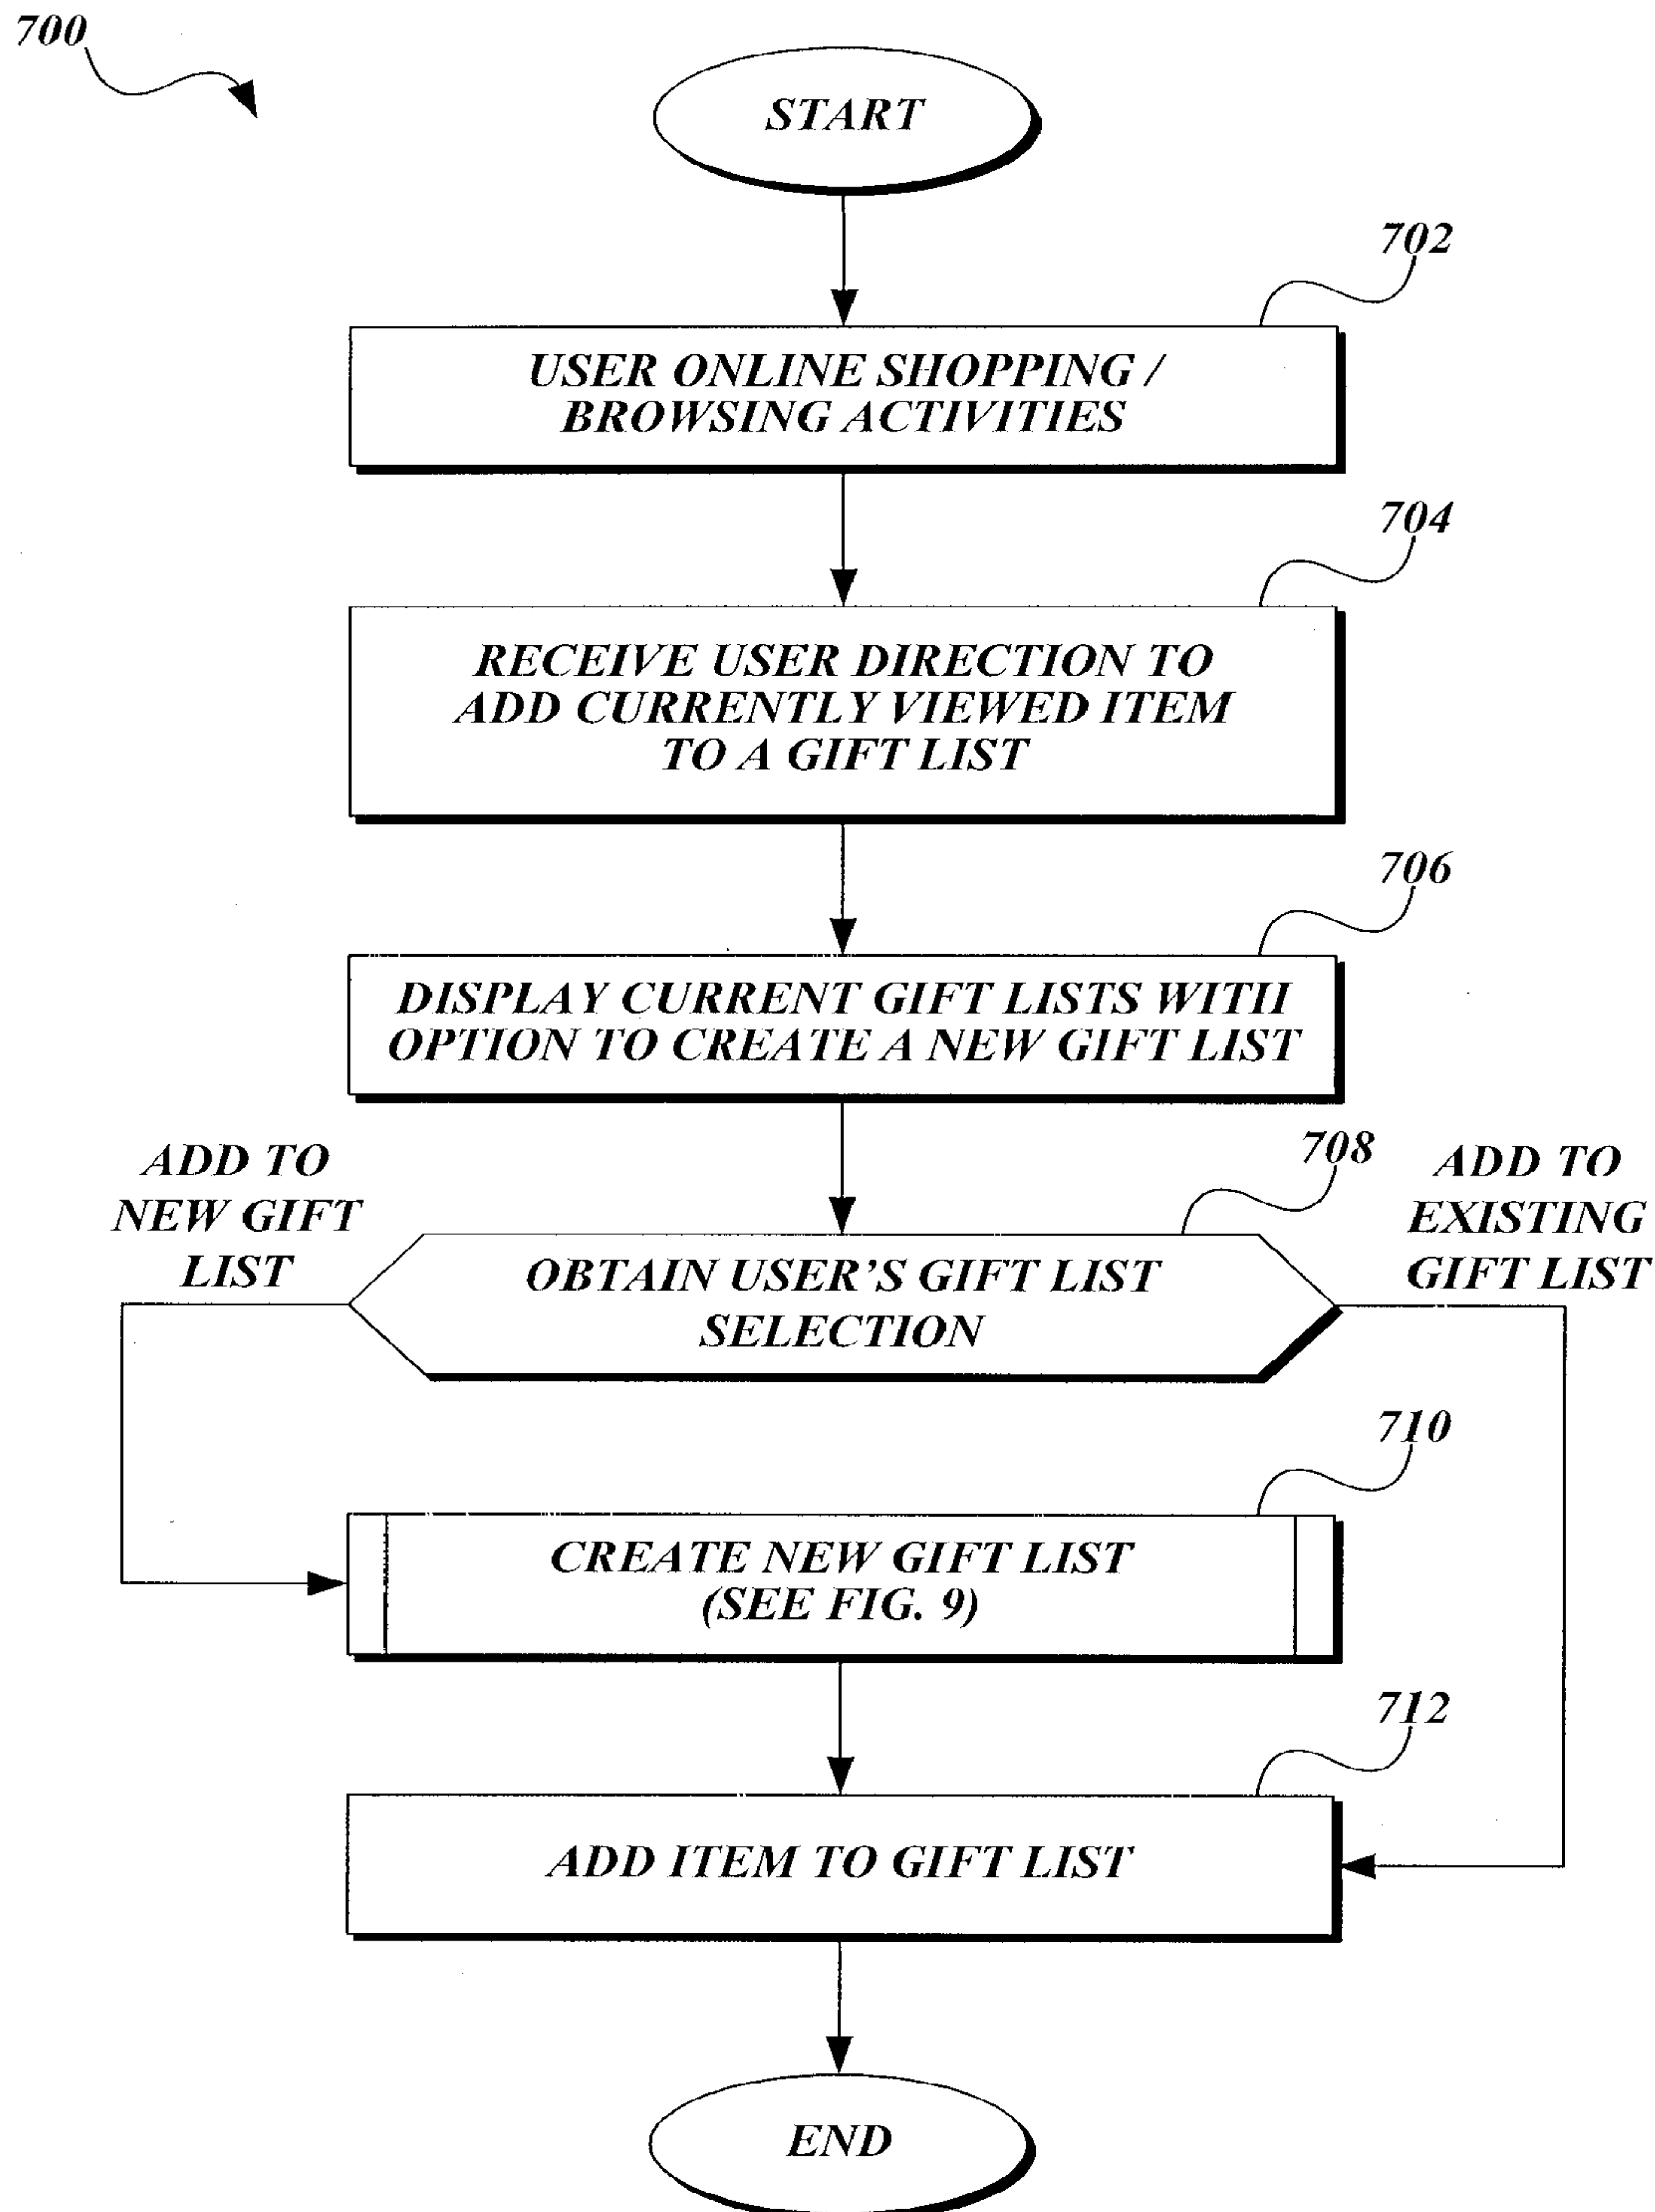 700
START
702
USER ONLINE SHOPPING /
BROWSING ACTIVITIES
704
RECEIVE USER DIRECTION TO
ADD CURRENTLY VIEWED ITEM
TO A GIFT LIST
706
DISPLAY CURRENT GIFT LISTS WITH
OPTION TO CREATE A NEW GIFT LIST
ADD TO
NEW GIFT
LIST
708
ADD TO
EXISTING
GIFT LIST
OBTAIN USER'S GIFT LIST
SELECTION
710
CREATE NEW GIFT LIST
(SEE FIG. 9)
712
ADD ITEM TO GIFT LIST
END